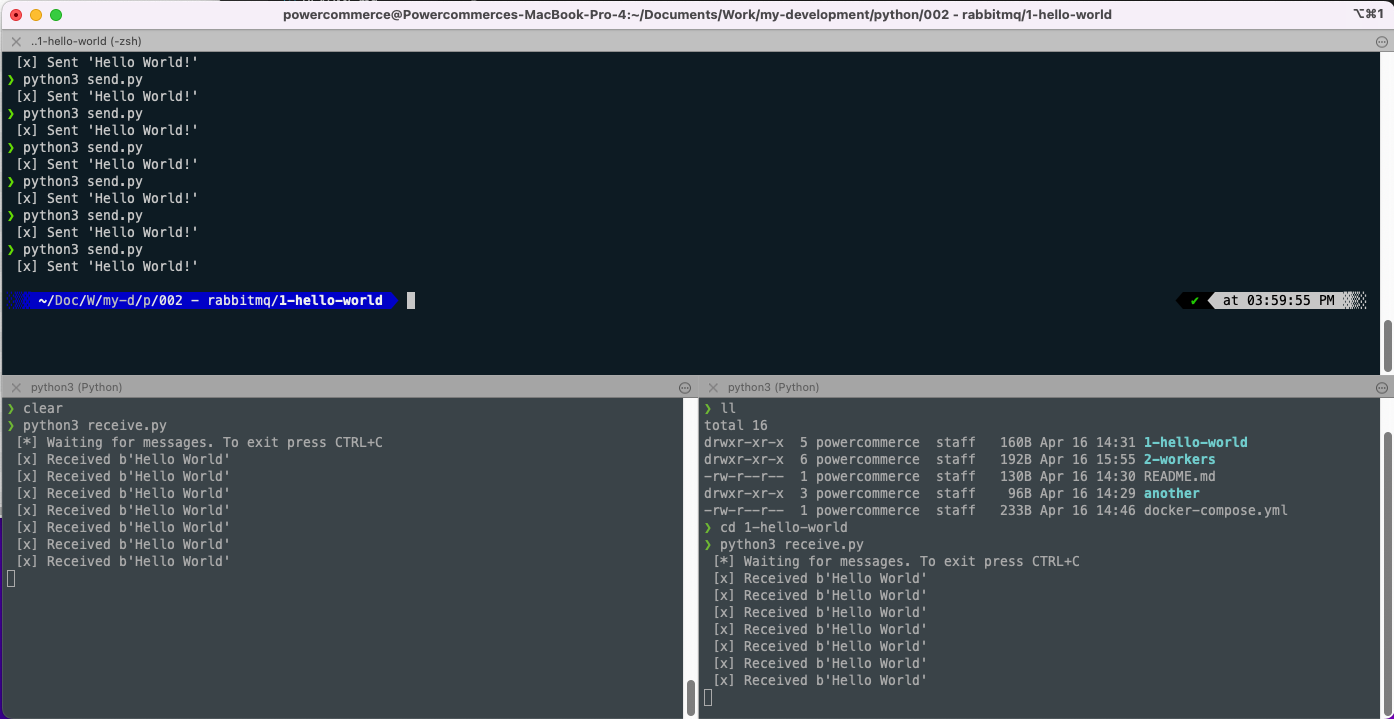 powercommerce@Powercommerces-MacBook-Pro-4:~/Documents/Work/my-development/python/002 - rabbitmq/1-hello-world
⌥⌘1
..1-hello-world (-zsh)
[x] Sent 'Hello World!'
❯ python3 send.py
[x] Sent 'Hello World!'
❯ python3 send.py
[x] Sent 'Hello World!'
❯ python3 send.py
[x] Sent 'Hello World!'
❯ python3 send.py
[x] Sent 'Hello World!'
❯ python3 send.py
[x] Sent 'Hello World!'
❯ python3 send.py
[x] Sent 'Hello World!'
~/Doc/W/my-d/p/002 - rabbitmq/1-hello-world
✔ at 03:59:55 PM
python3 (Python)
❯ clear
❯ python3 receive.py
[*] Waiting for messages. To exit press CTRL+C
[x] Received b'Hello World'
[x] Received b'Hello World'
[x] Received b'Hello World'
[x] Received b'Hello World'
[x] Received b'Hello World'
[x] Received b'Hello World'
[x] Received b'Hello World'
python3 (Python)
❯ ll
total 16
drwxr-xr-x  5 powercommerce  staff   160B Apr 16 14:31 1-hello-world
drwxr-xr-x  6 powercommerce  staff   192B Apr 16 15:55 2-workers
-rw-r--r--  1 powercommerce  staff   130B Apr 16 14:30 README.md
drwxr-xr-x  3 powercommerce  staff    96B Apr 16 14:29 another
-rw-r--r--  1 powercommerce  staff   233B Apr 16 14:46 docker-compose.yml
❯ cd 1-hello-world
❯ python3 receive.py
[*] Waiting for messages. To exit press CTRL+C
[x] Received b'Hello World'
[x] Received b'Hello World'
[x] Received b'Hello World'
[x] Received b'Hello World'
[x] Received b'Hello World'
[x] Received b'Hello World'
[x] Received b'Hello World'